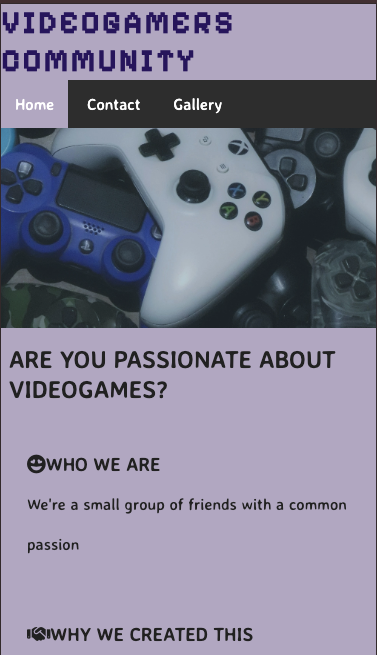 VIDEOGAMERS
COMMUNITY
Home Contact Gallery
ARE YOU PASSIONATE ABOUT
VIDEOGAMES?
WHO WE ARE
We're a small group of friends with a common
passion
WHY WE CREATED THIS